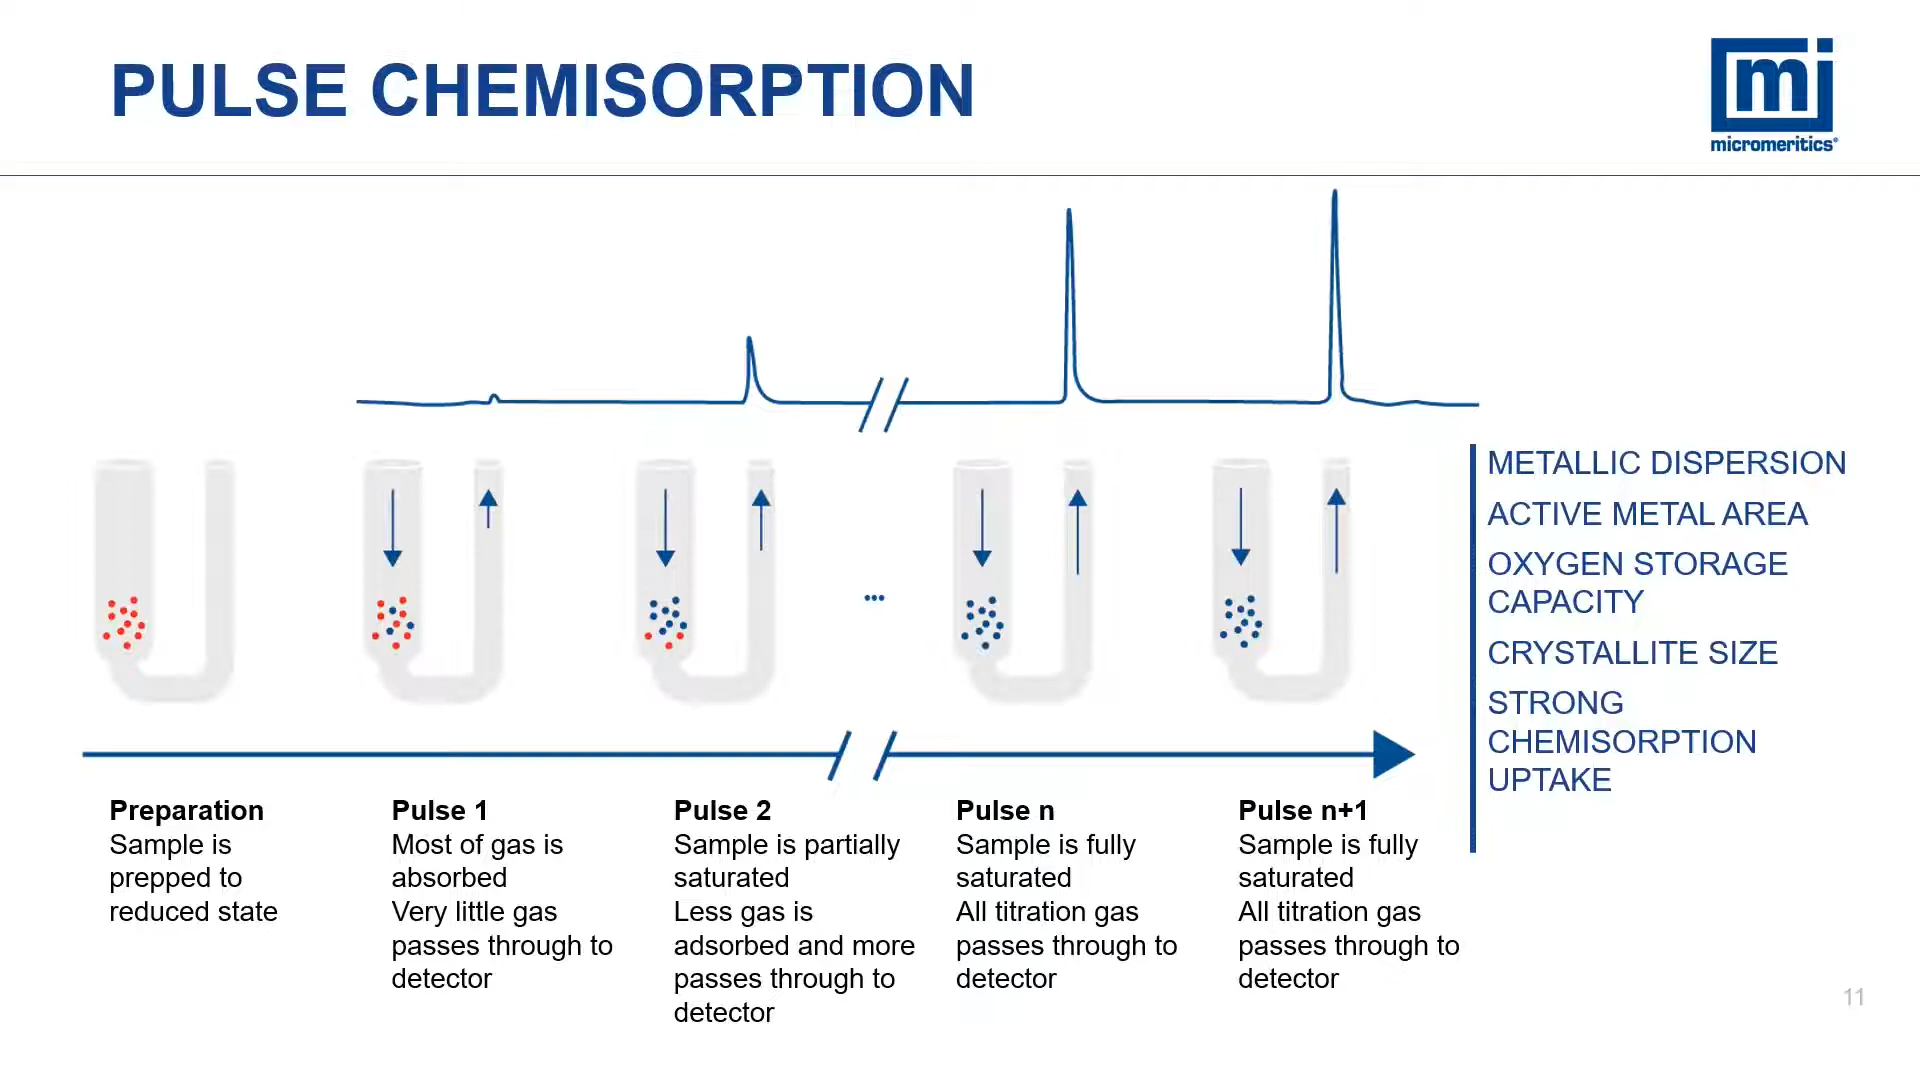 PULSE CHEMISORPTION
mi
micromeritics®
METALLIC DISPERSION
ACTIVE METAL AREA
OXYGEN STORAGE
CAPACITY
CRYSTALLITE SIZE
STRONG
CHEMISORPTION
UPTAKE
...
Preparation
Sample is
prepped to
reduced state
Pulse 1
Most of gas is
absorbed
Very little gas
passes through to
detector
Pulse 2
Sample is partially
saturated
Less gas is
adsorbed and more
passes through to
detector
Pulse n
Sample is fully
saturated
All titration gas
passes through to
detector
Pulse n+1
Sample is fully
saturated
All titration gas
passes through to
detector
11